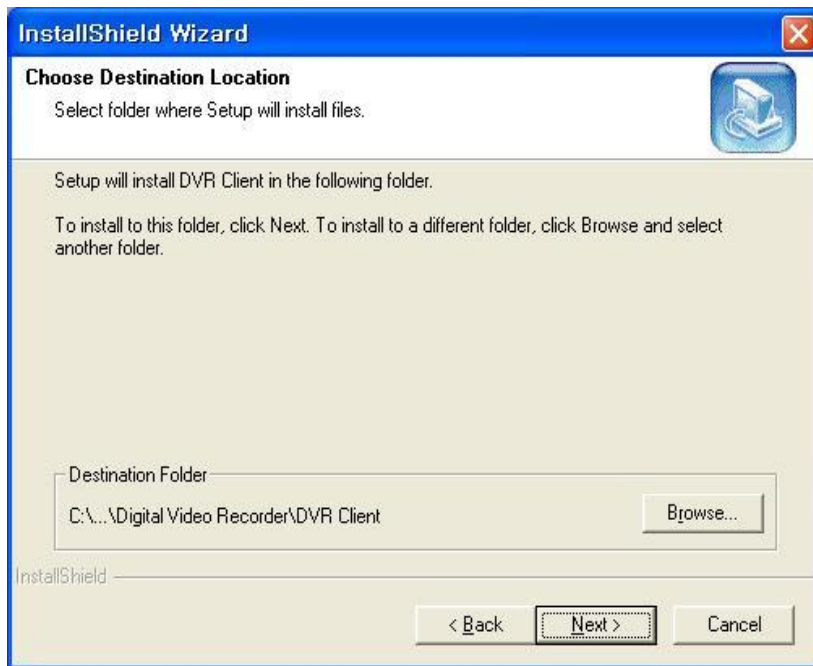 InstallShield Wizard
Choose Destination Location
Select folder where Setup will install files.
Setup will install DVR Client in the following folder.
To install to this folder, click Next. To install to a different folder, click Browse and select
another folder.
Destination Folder
C:\...\Digital Video Recorder\DVR Client
Browse...
InstallShield
< Back
Next >
Cancel